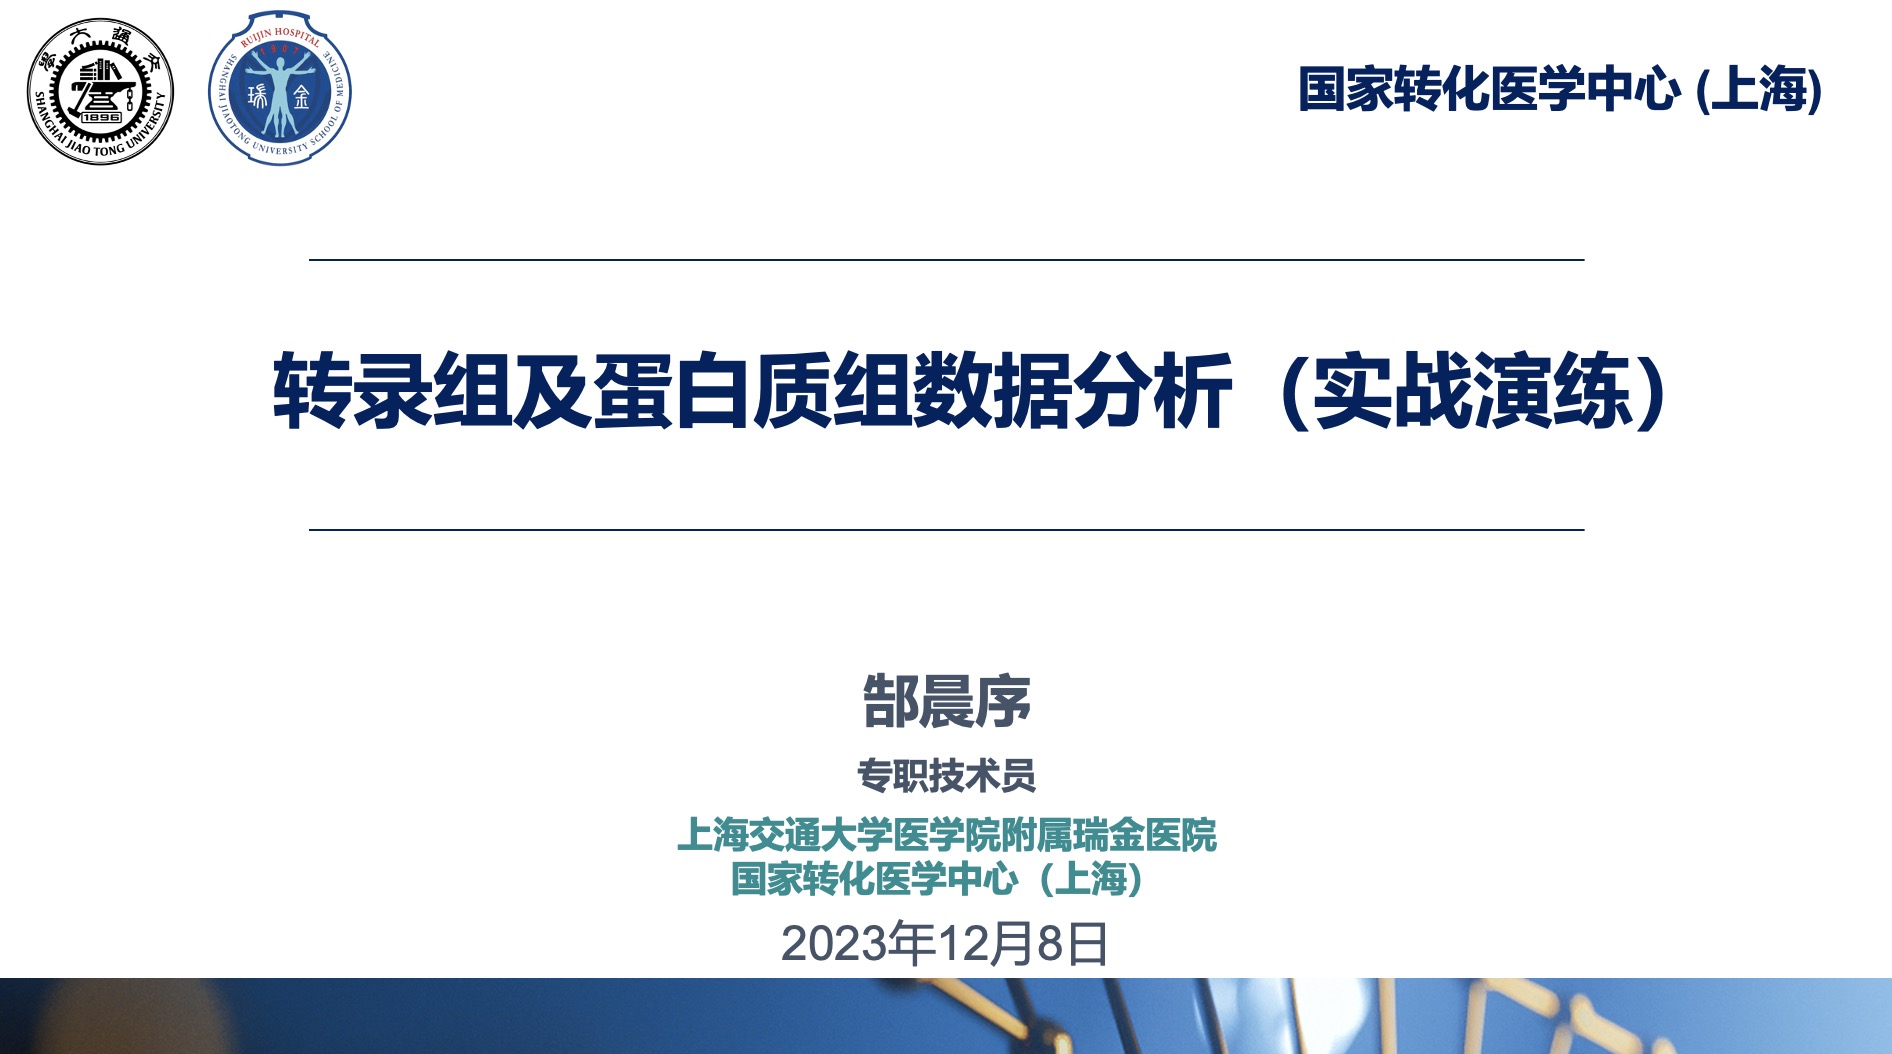 SHANGHAI JIAO TONG UNIVERSITY
1896
RUIJIN HOSPITAL
1907
SHANGHAI JIAOTONG UNIVERSITY SCHOOL OF MEDICINE
瑞金
国家转化医学中心 (上海)
转录组及蛋白质组数据分析（实战演练）
郜晨序
专职技术员
上海交通大学医学院附属瑞金医院
国家转化医学中心（上海）
2023年12月8日